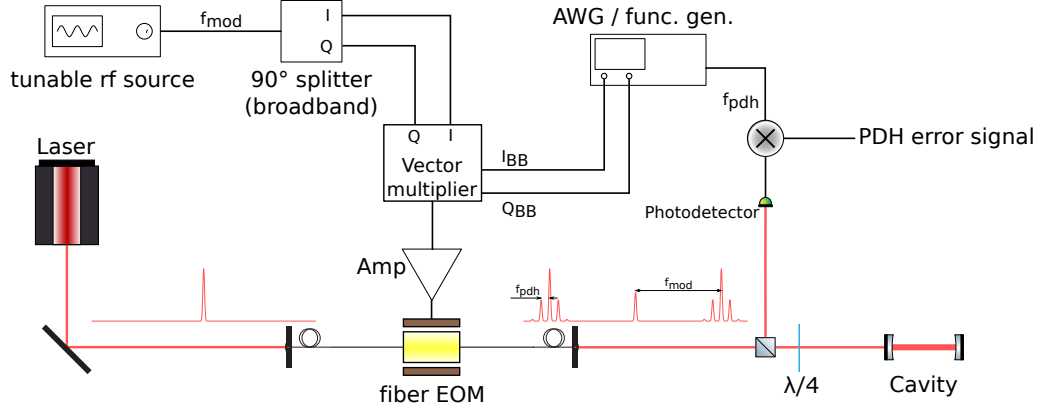 AWG / func. gen.
fmod
I
Q
tunable rf source
90° splitter
(broadband)
fpdh
Q I
Vector
multiplier
IBB
QBB
PDH error signal
Laser
Photodetector
Amp
fpdh
fmod
fiber EOM
λ/4
Cavity